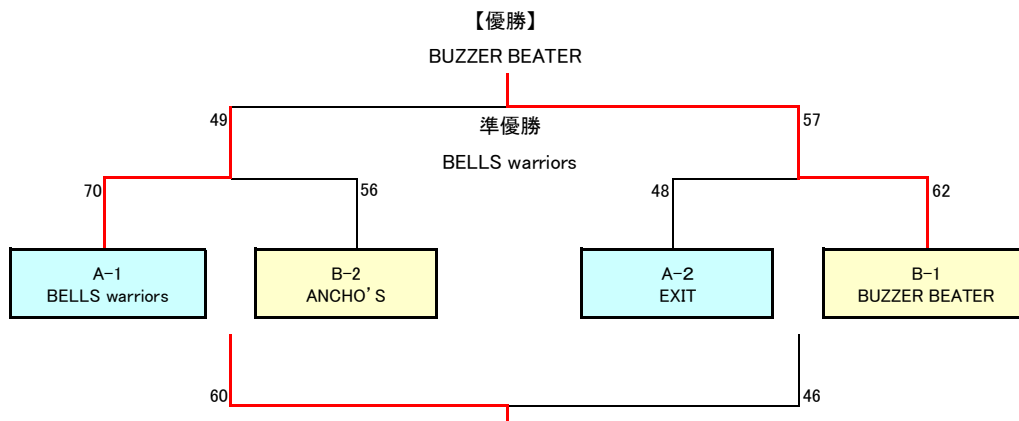 【優勝】
BUZZER BEATER
49
準優勝
57
BELLS warriors
70
56
48
62
A-1
BELLS warriors
B-2
ANCHO'S
A-２
EXIT
B-1
BUZZER BEATER
60
46